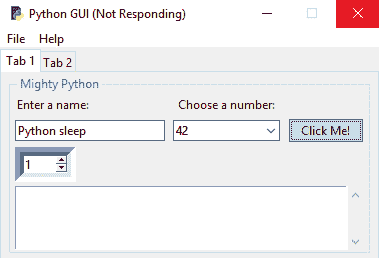 Python GUI (Not Responding)
File Help
Tab 1 Tab 2
Mighty Python
Enter a name: Choose a number:
Python sleep 42 Click Me!
1